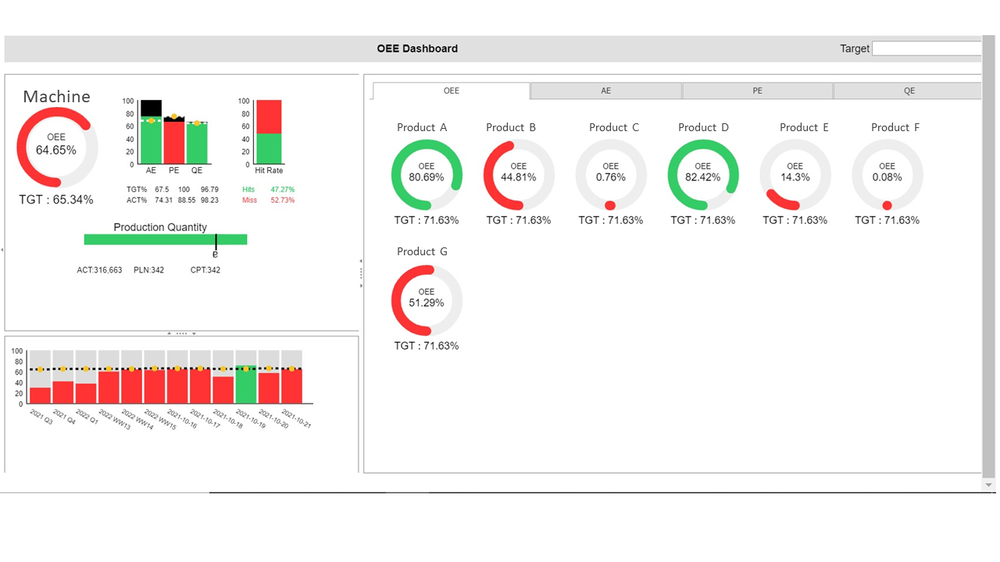 OEE Dashboard
Target
Machine
OEE
64.65%
TGT : 65.34%
100
80
60
40
20
0
AE PE QE
TGT% 67.5 100 96.79
ACT% 74.31 88.55 98.23
100
80
60
40
20
0
Hit Rate
Hits 47.27%
Miss 52.73%
Production Quantity
ACT:316,663 PLN:342 CPT:342
100
80
60
40
20
0
2021 Q3
2021 Q4
2022 Q1
2022 WW13
2022 WW14
2022 WW15
2021-10-16
2021-10-17
2021-10-18
2021-10-19
2021-10-20
2021-10-21
OEE AE PE QE
Product A
OEE
80.69%
TGT : 71.63%
Product B
OEE
44.81%
TGT : 71.63%
Product C
OEE
0.76%
TGT : 71.63%
Product D
OEE
82.42%
TGT : 71.63%
Product E
OEE
14.3%
TGT : 71.63%
Product F
OEE
0.08%
TGT : 71.63%
Product G
OEE
51.29%
TGT : 71.63%